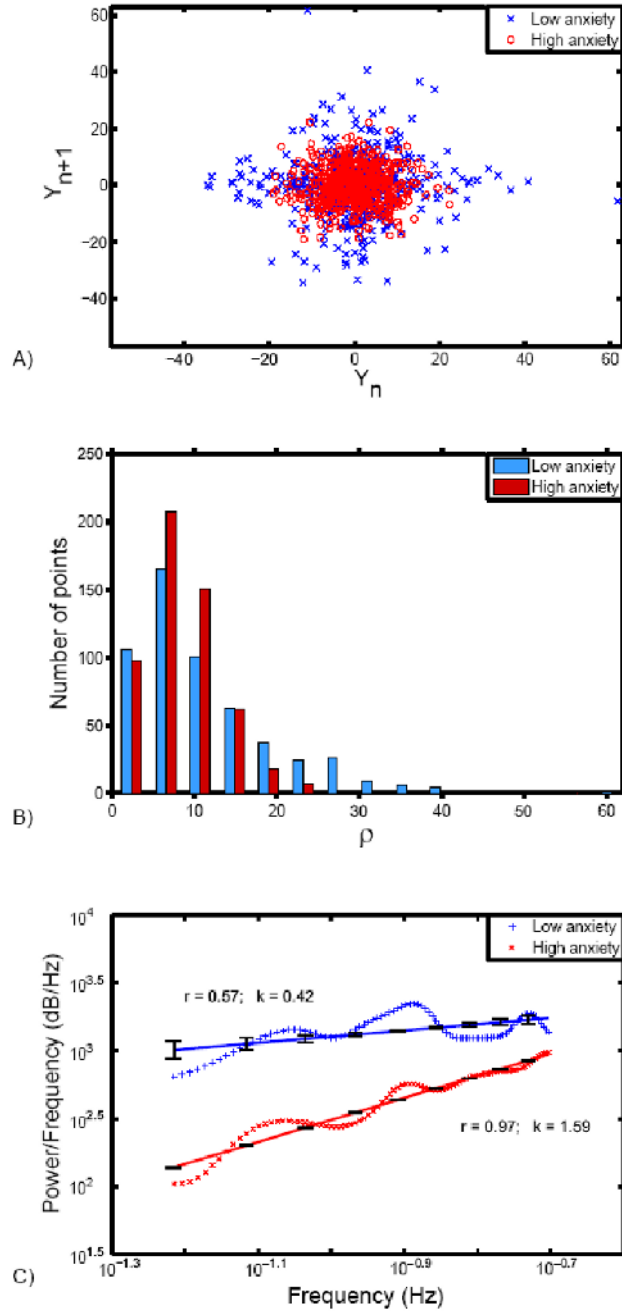 60
40
20
0
−20
−40
−40
−20
0
20
40
60
Y n+1
Y n
Low anxiety
High anxiety
A)
250
200
150
100
50
0
0
10
20
30
40
50
60
Number of points
ρ
Low anxiety
High anxiety
B)
10^4
10^3.5
10^3
10^2.5
10^2
10^1.5
10^−1.3
10^−1.1
10^−0.9
10^−0.7
Power/Frequency (dB/Hz)
Frequency (Hz)
Low anxiety
High anxiety
r = 0.57; k = 0.42
r = 0.97; k = 1.59
C)